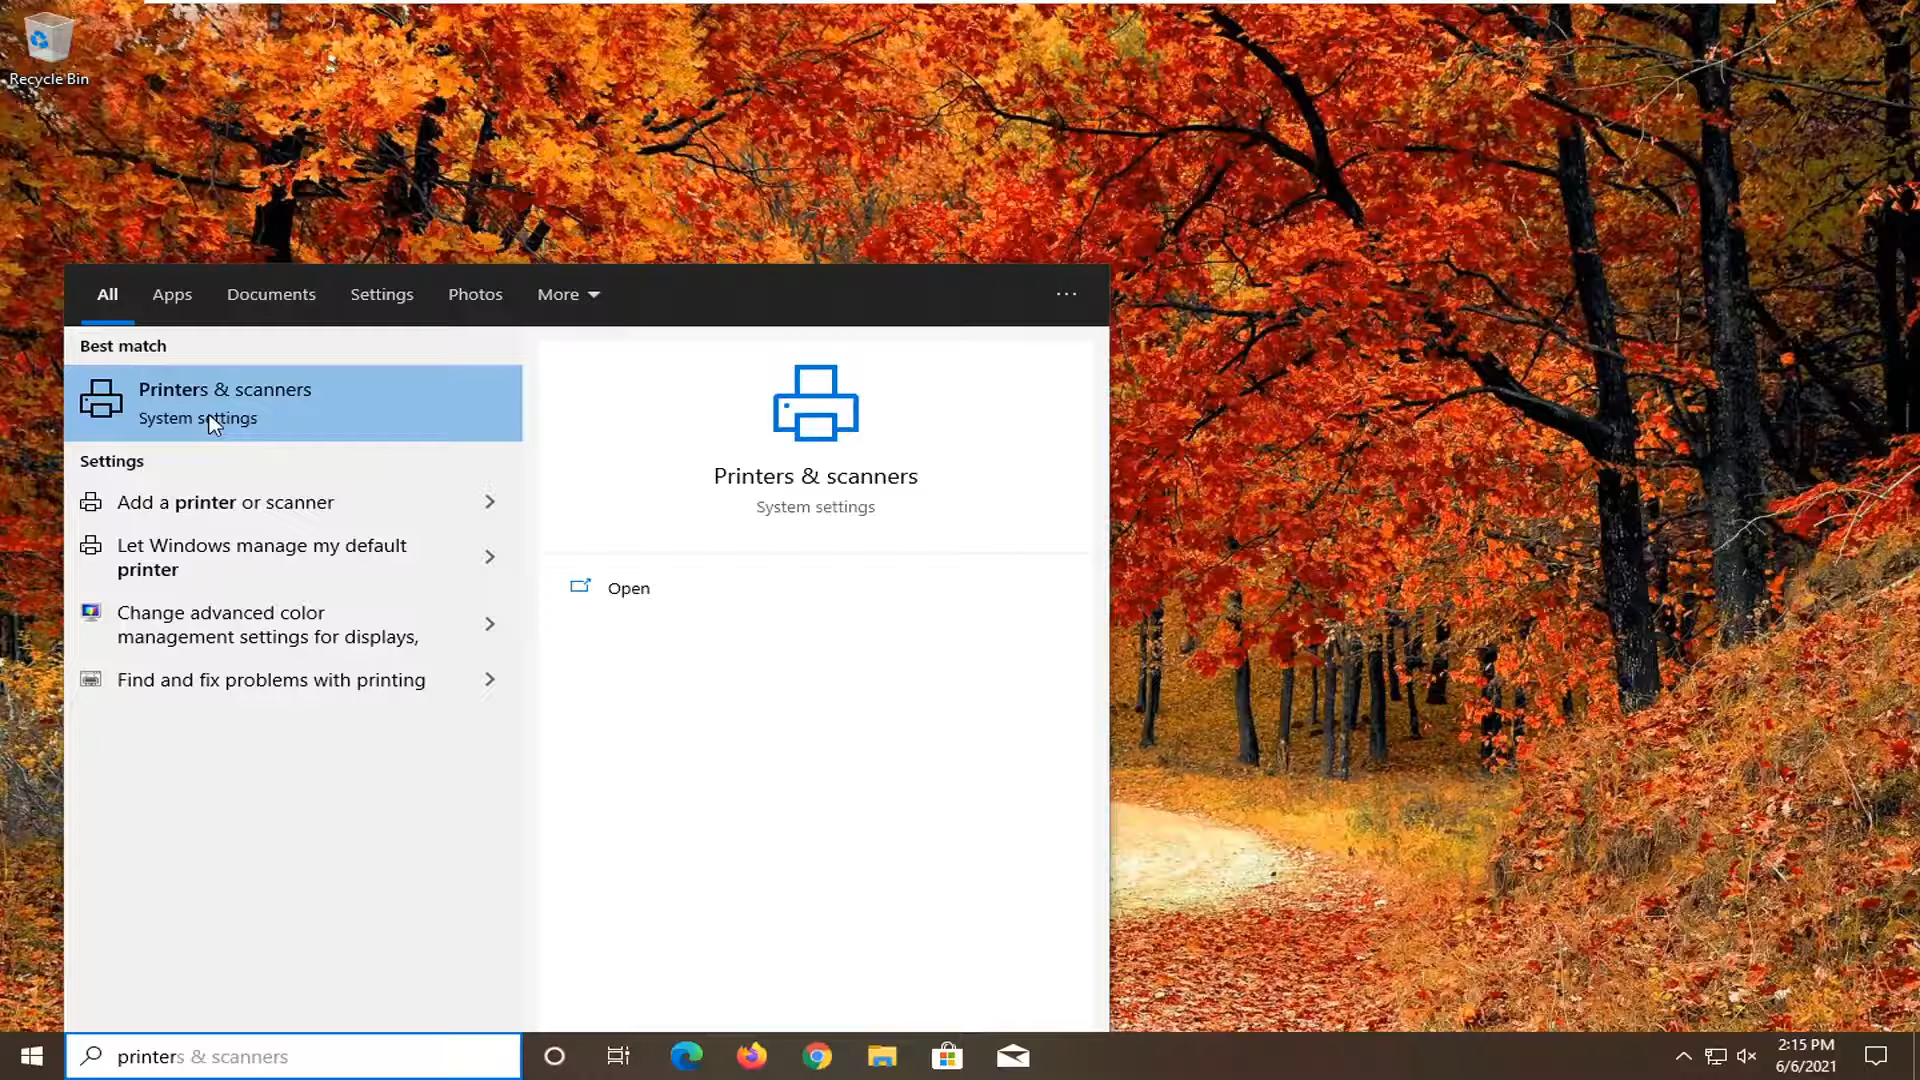 Recycle Bin
All Apps Documents Settings Photos More ...
Best match
Printers & scanners
System settings
Settings
Add a printer or scanner
Let Windows manage my default
printer
Change advanced color
management settings for displays,
Find and fix problems with printing
Printers & scanners
System settings
Open
printers & scanners
2:15 PM
6/6/2021